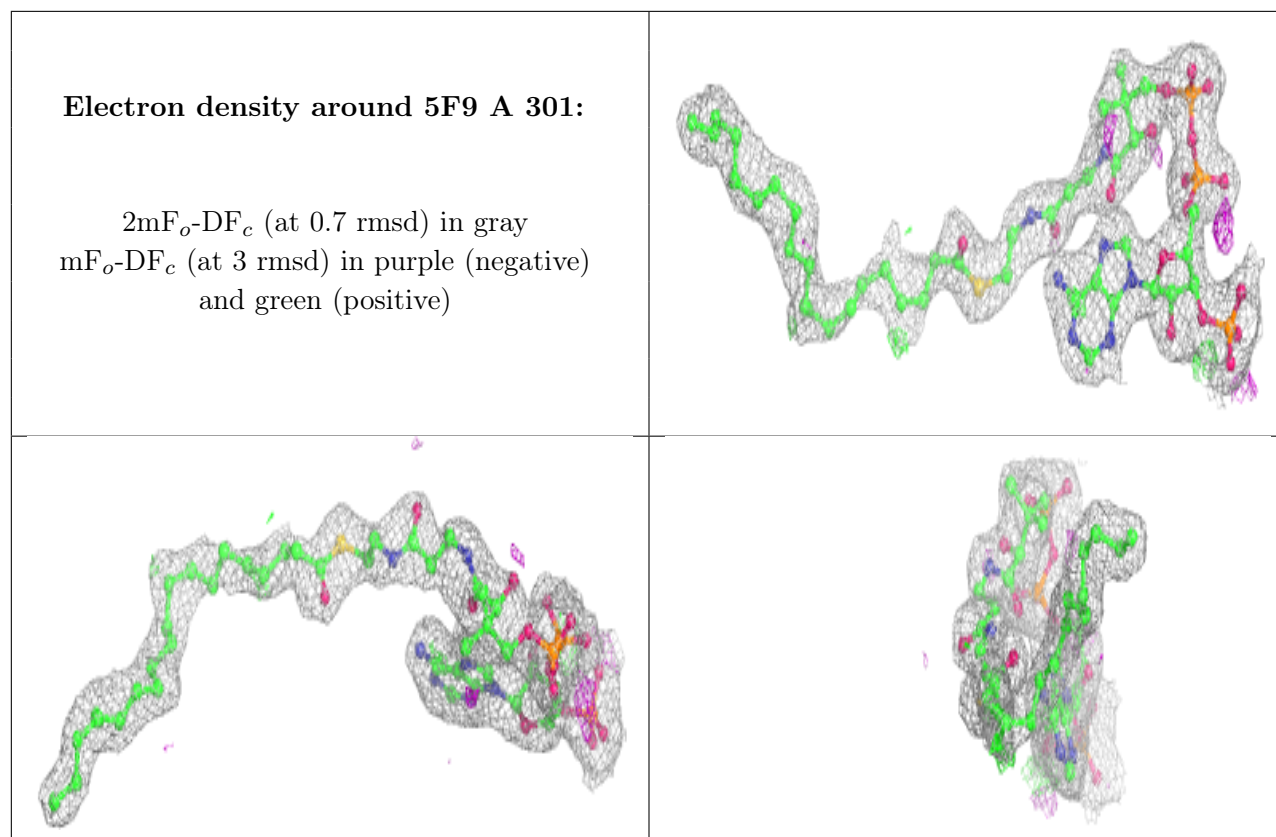 Electron density around 5F9 A 301:
2mFₒ-DF𝒸 (at 0.7 rmsd) in gray
mFₒ-DF𝒸 (at 3 rmsd) in purple (negative)
and green (positive)